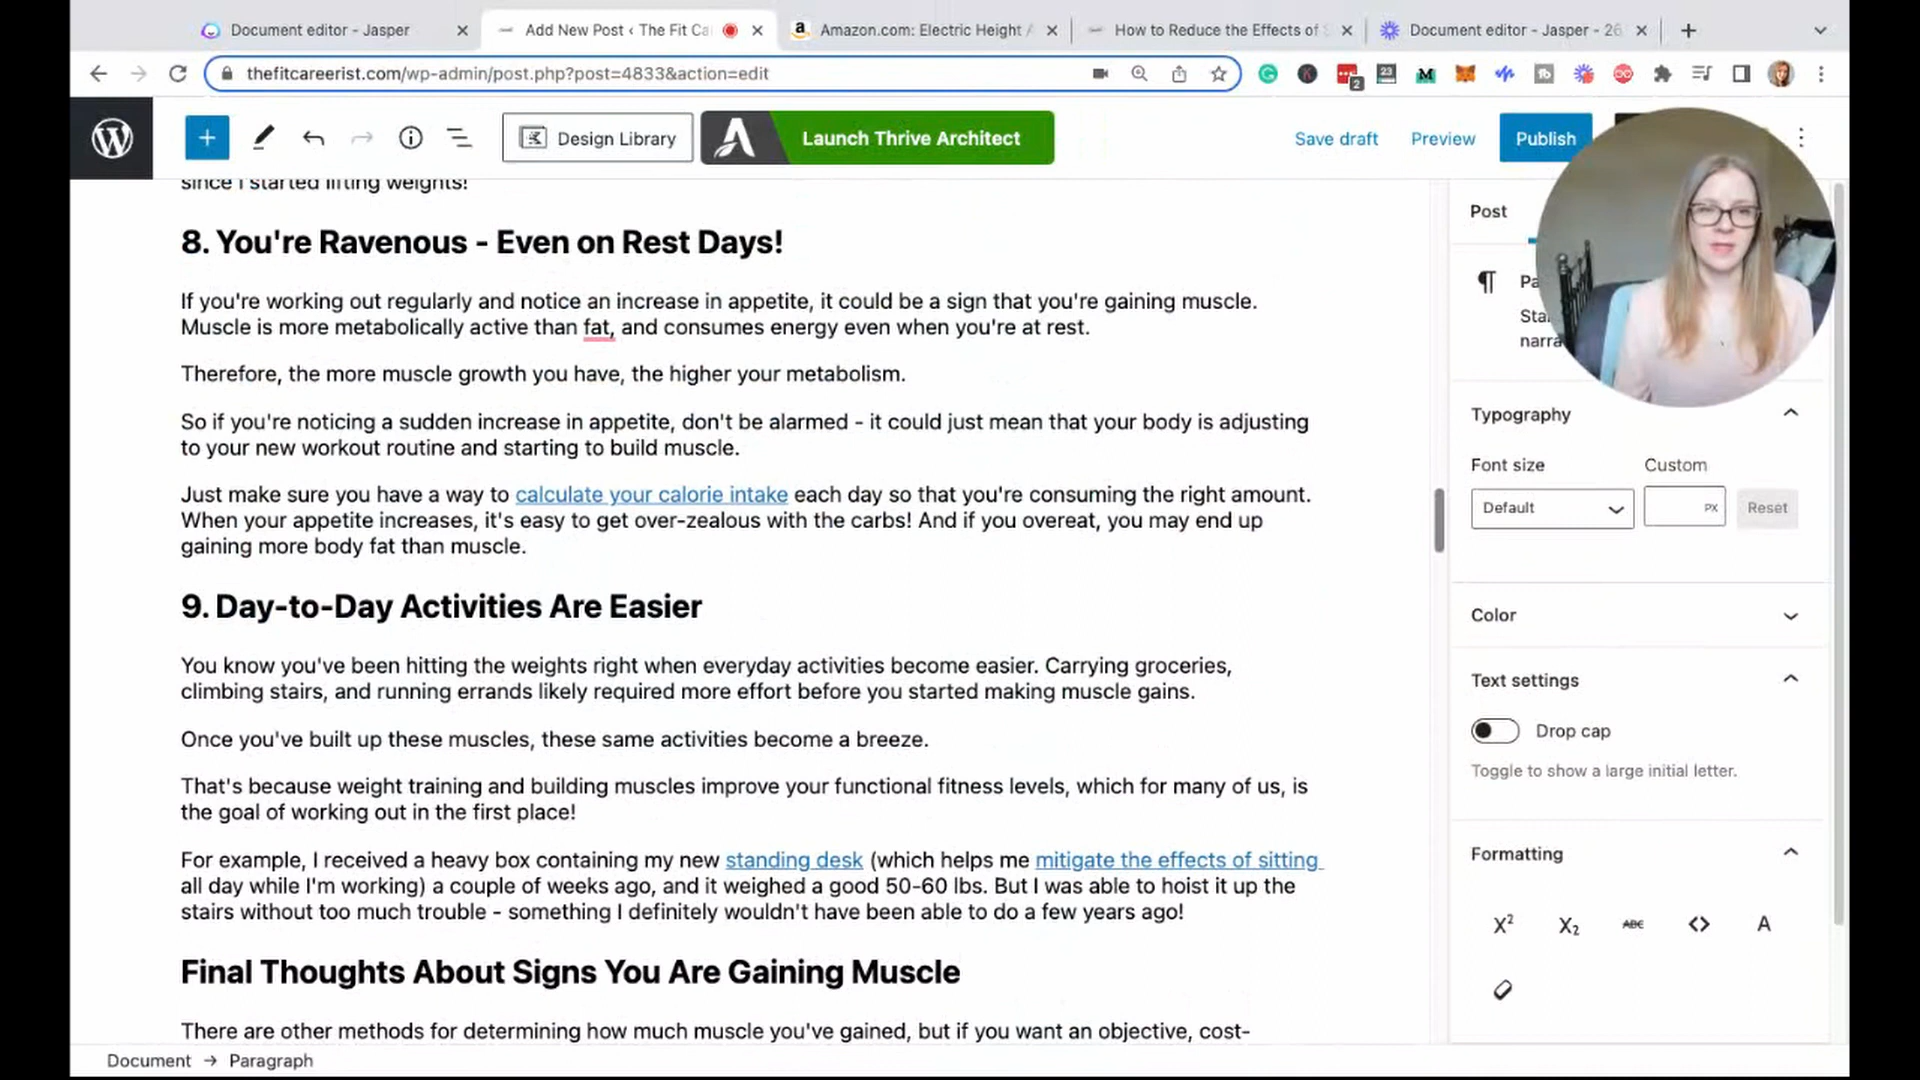 Document editor - Jasper
Add New Post ‹ The Fit Ca
Amazon.com: Electric Height /
How to Reduce the Effects of S
Document editor - Jasper - 26
thefitcareerist.com/wp-admin/post.php?post=4833&action=edit
2
23
Design Library
Launch Thrive Architect
Save draft
Preview
Publish
since I started lifting weights!
8. You're Ravenous - Even on Rest Days!
If you're working out regularly and notice an increase in appetite, it could be a sign that you're gaining muscle.
Muscle is more metabolically active than fat, and consumes energy even when you're at rest.
Therefore, the more muscle growth you have, the higher your metabolism.
So if you're noticing a sudden increase in appetite, don't be alarmed - it could just mean that your body is adjusting
to your new workout routine and starting to build muscle.
Just make sure you have a way to calculate your calorie intake each day so that you're consuming the right amount.
When your appetite increases, it's easy to get over-zealous with the carbs! And if you overeat, you may end up
gaining more body fat than muscle.
9. Day-to-Day Activities Are Easier
You know you've been hitting the weights right when everyday activities become easier. Carrying groceries,
climbing stairs, and running errands likely required more effort before you started making muscle gains.
Once you've built up these muscles, these same activities become a breeze.
That's because weight training and building muscles improve your functional fitness levels, which for many of us, is
the goal of working out in the first place!
For example, I received a heavy box containing my new standing desk (which helps me mitigate the effects of sitting
all day while I'm working) a couple of weeks ago, and it weighed a good 50-60 lbs. But I was able to hoist it up the
stairs without too much trouble - something I definitely wouldn't have been able to do a few years ago!
Final Thoughts About Signs You Are Gaining Muscle
There are other methods for determining how much muscle you've gained, but if you want an objective, cost-
Post
Pa
Sta
narra
Typography
Font size
Custom
Default
PX
Reset
Color
Text settings
Drop cap
Toggle to show a large initial letter.
Formatting
X²
X₂
ABC
<>
A
Document → Paragraph